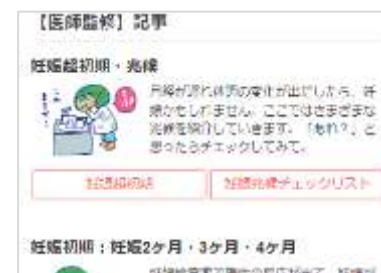 【医師監修】記事
妊娠超初期・兆候
月経が遅れ体調の変化が出だしたら、妊
娠かもしれません。ここではさまざまな
兆候を紹介していきます。「あれ？」と
思ったらチェックしてみて。
妊娠超初期
妊娠兆候チェックリスト
妊娠初期：妊娠2ヶ月・3ヶ月・4ヶ月